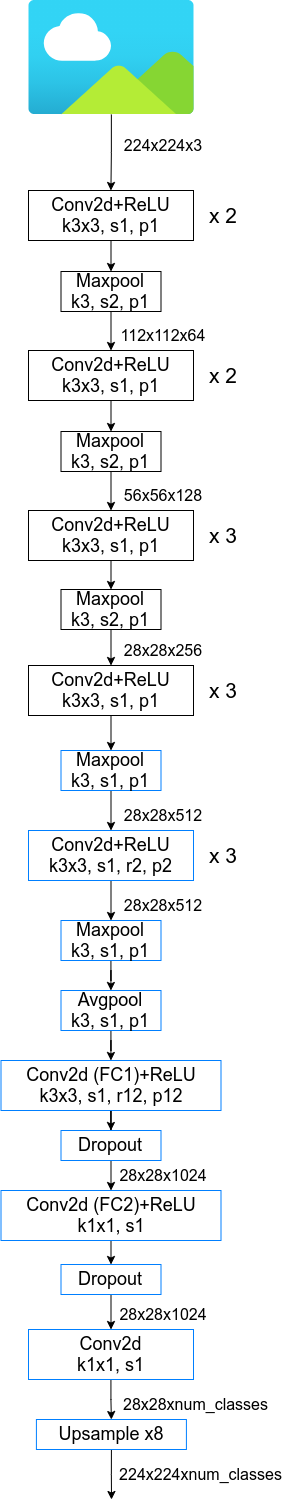 224x224x3
Conv2d+ReLU
k3x3, s1, p1
x 2
Maxpool
k3, s2, p1
112x112x64
Conv2d+ReLU
k3x3, s1, p1
x 2
Maxpool
k3, s2, p1
56x56x128
Conv2d+ReLU
k3x3, s1, p1
x 3
Maxpool
k3, s2, p1
28x28x256
Conv2d+ReLU
k3x3, s1, p1
x 3
Maxpool
k3, s1, p1
28x28x512
Conv2d+ReLU
k3x3, s1, r2, p2
x 3
28x28x512
Maxpool
k3, s1, p1
Avgpool
k3, s1, p1
Conv2d (FC1)+ReLU
k3x3, s1, r12, p12
Dropout
28x28x1024
Conv2d (FC2)+ReLU
k1x1, s1
Dropout
28x28x1024
Conv2d
k1x1, s1
28x28xnum_classes
Upsample x8
224x224xnum_classes